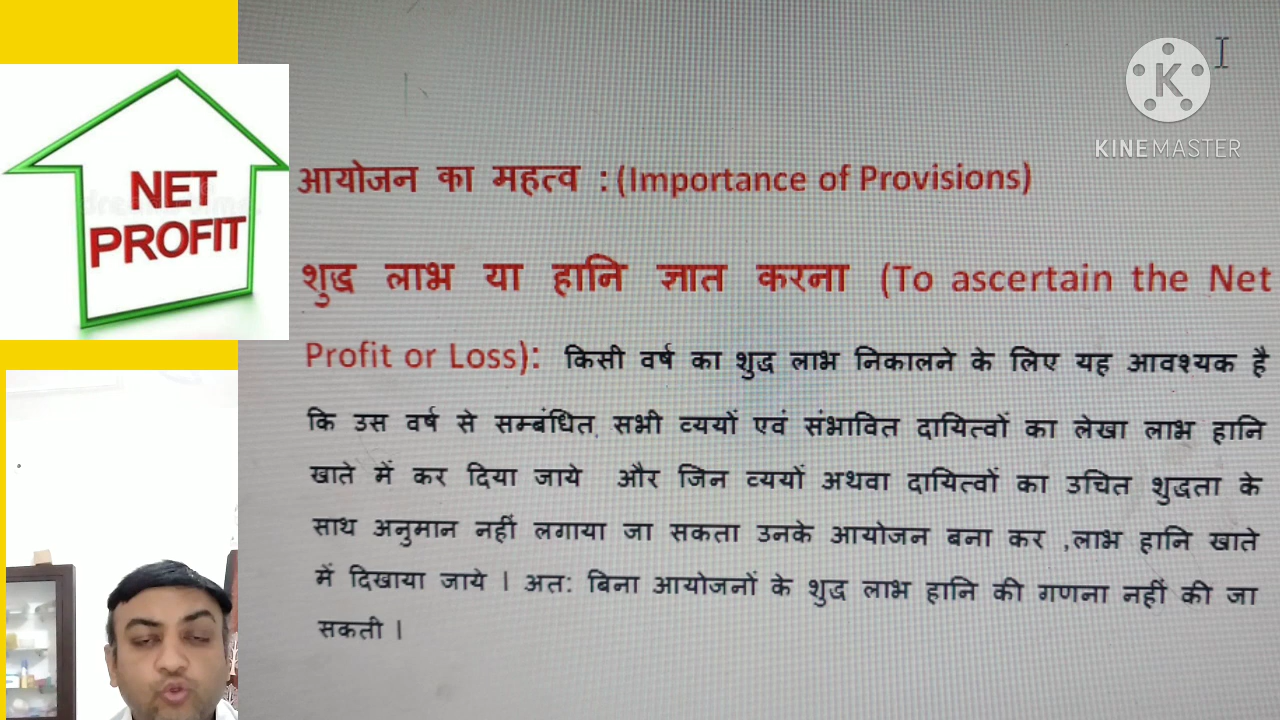 KINEMASTER
NET
PROFIT
आयोजन का महत्व : (Importance of Provisions)
शुद्ध लाभ या हानि ज्ञात करना (To ascertain the Net
Profit or Loss): किसी वर्ष का शुद्ध लाभ निकालने के लिए यह आवश्यक है
कि उस वर्ष से सम्बंधित सभी व्ययों एवं संभावित दायित्वों का लेखा लाभ हानि
खाते में कर दिया जाये और जिन व्ययों अथवा दायित्वों का उचित शुद्धता के
साथ अनुमान नहीं लगाया जा सकता उनके आयोजन बना कर ,लाभ हानि खाते
में दिखाया जाये । अत: बिना आयोजनों के शुद्ध लाभ हानि की गणना नहीं की जा
सकती ।